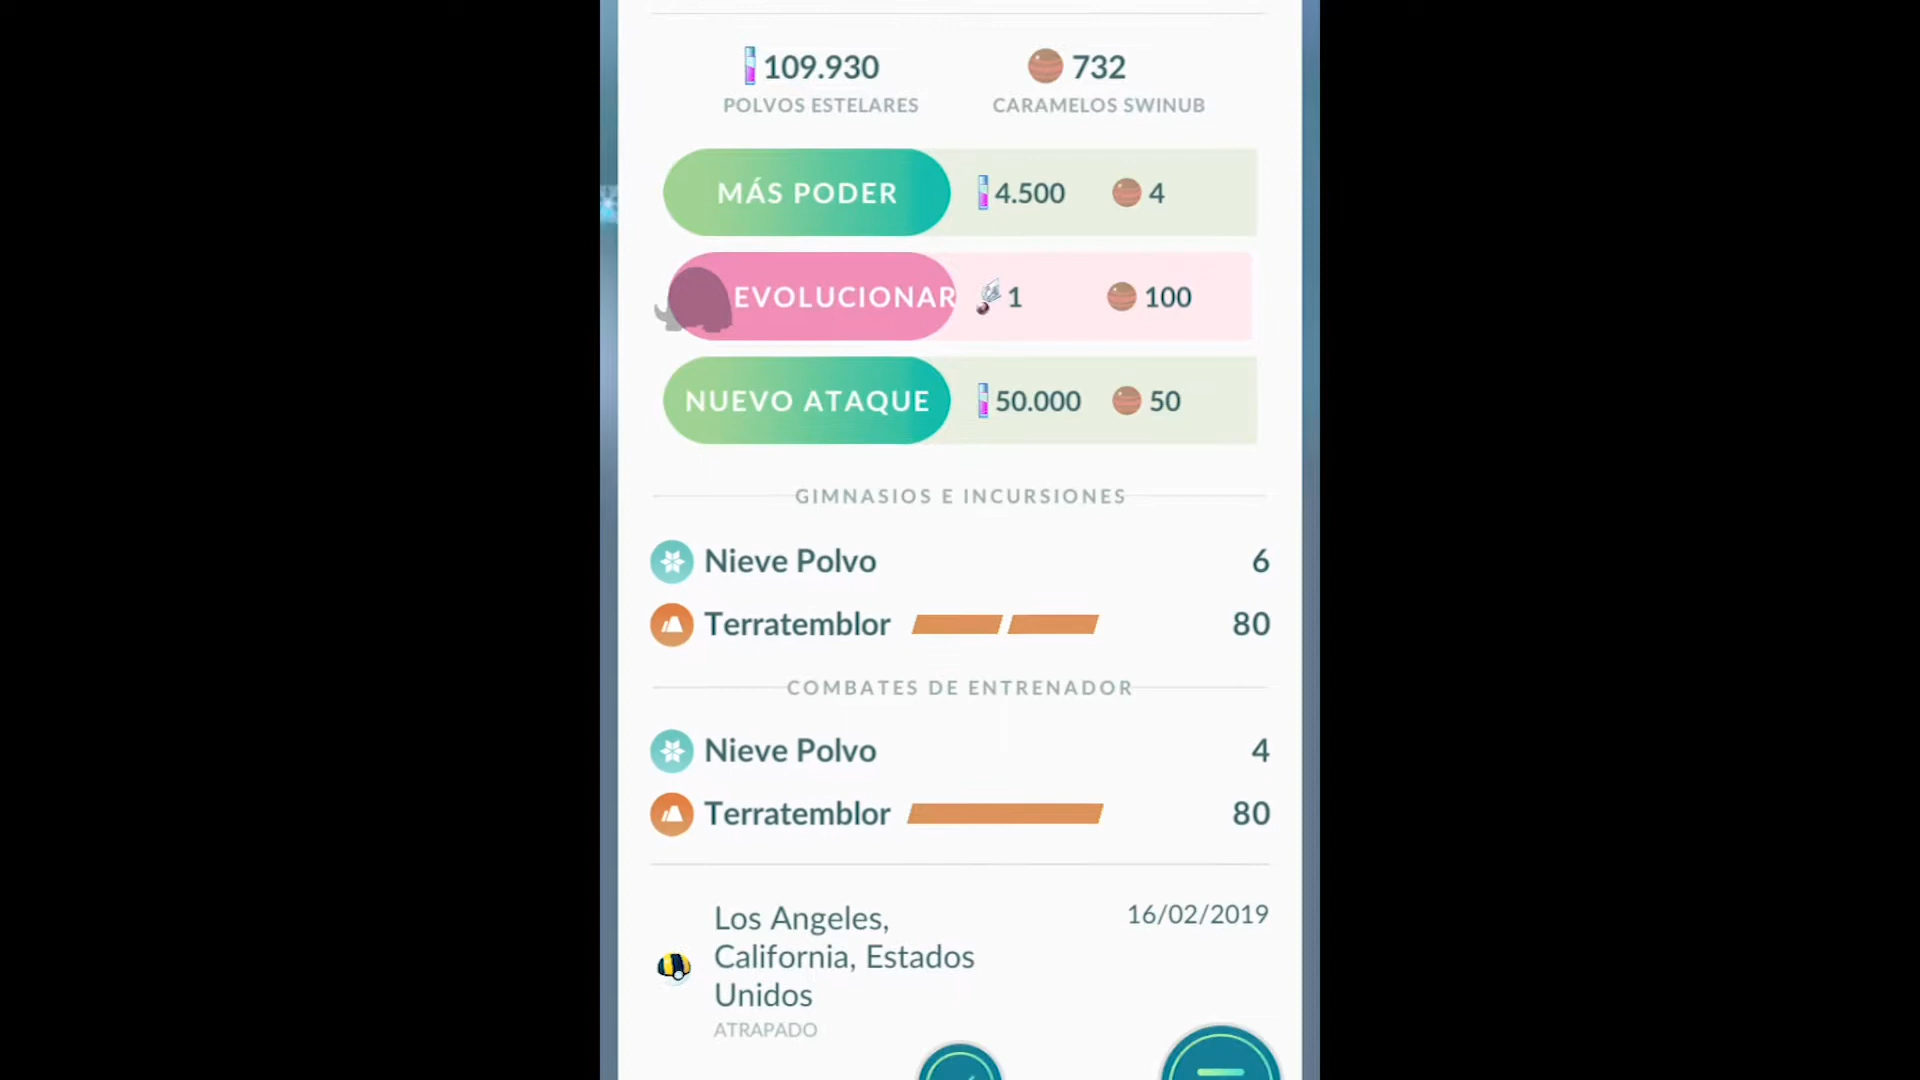 109.930 732
POLVOS ESTELARES CARAMELOS SWINUB
MÁS PODER 4.500 4
EVOLUCIONAR 1 100
NUEVO ATAQUE 50.000 50
GIMNASIOS E INCURSIONES
Nieve Polvo 6
Terratemblor 80
COMBATES DE ENTRENADOR
Nieve Polvo 4
Terratemblor 80
Los Angeles, 16/02/2019
California, Estados
Unidos
ATRAPADO